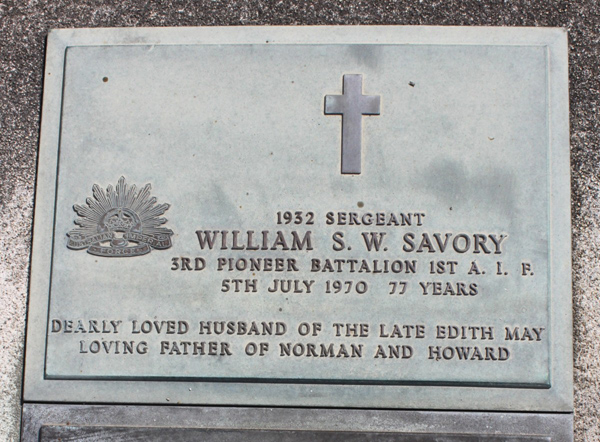 1932 SERGEANT
WILLIAM S. W. SAVORY
3RD PIONEER BATTALION 1ST A. I. F.
5TH JULY 1970 77 YEARS
DEARLY LOVED HUSBAND OF THE LATE EDITH MAY
LOVING FATHER OF NORMAN AND HOWARD